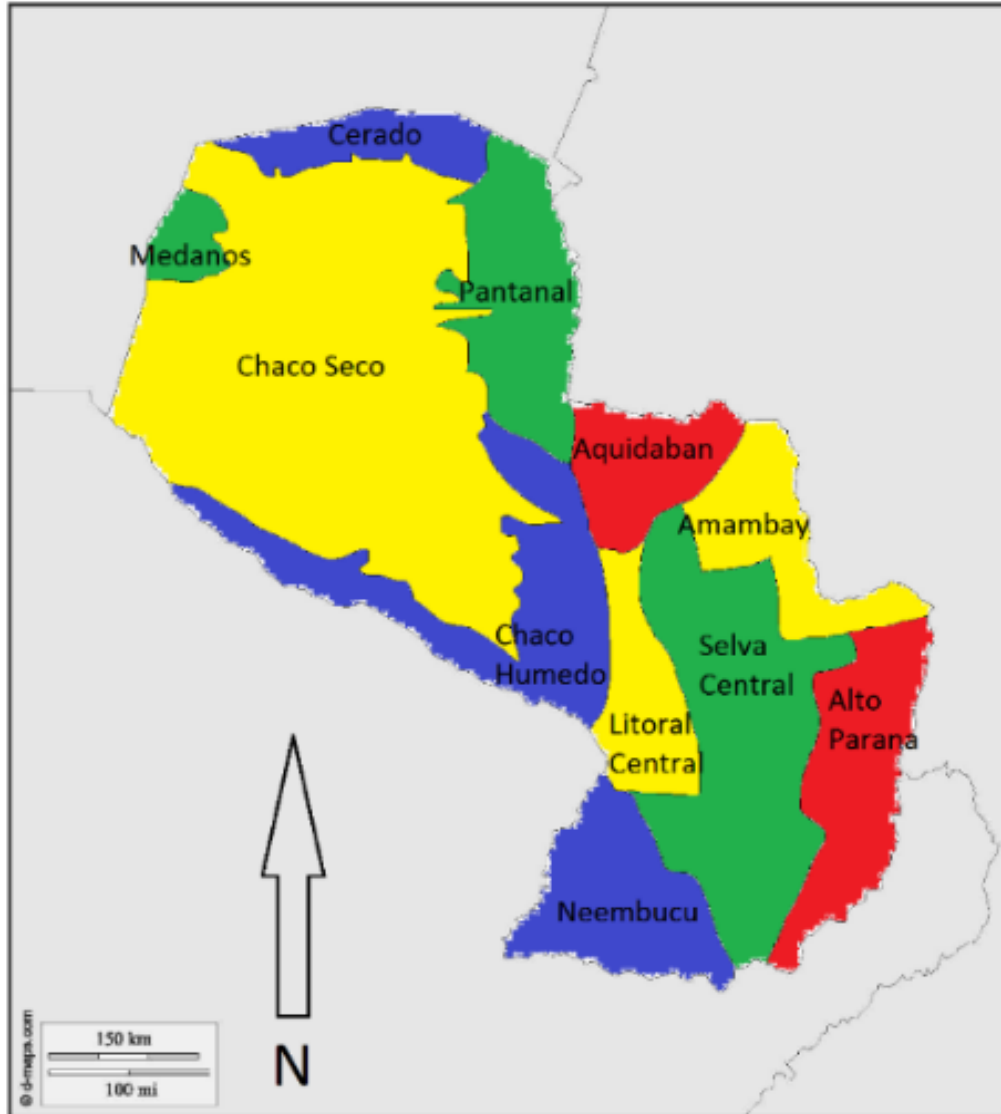 Cerado
Medanos
Pantanal
Chaco Seco
Aquidaban
Amambay
Chaco
Humedo
Selva
Central
Litoral
Central
Alto
Parana
Neembucu
N
150 km
100 mi
© d-maps.com